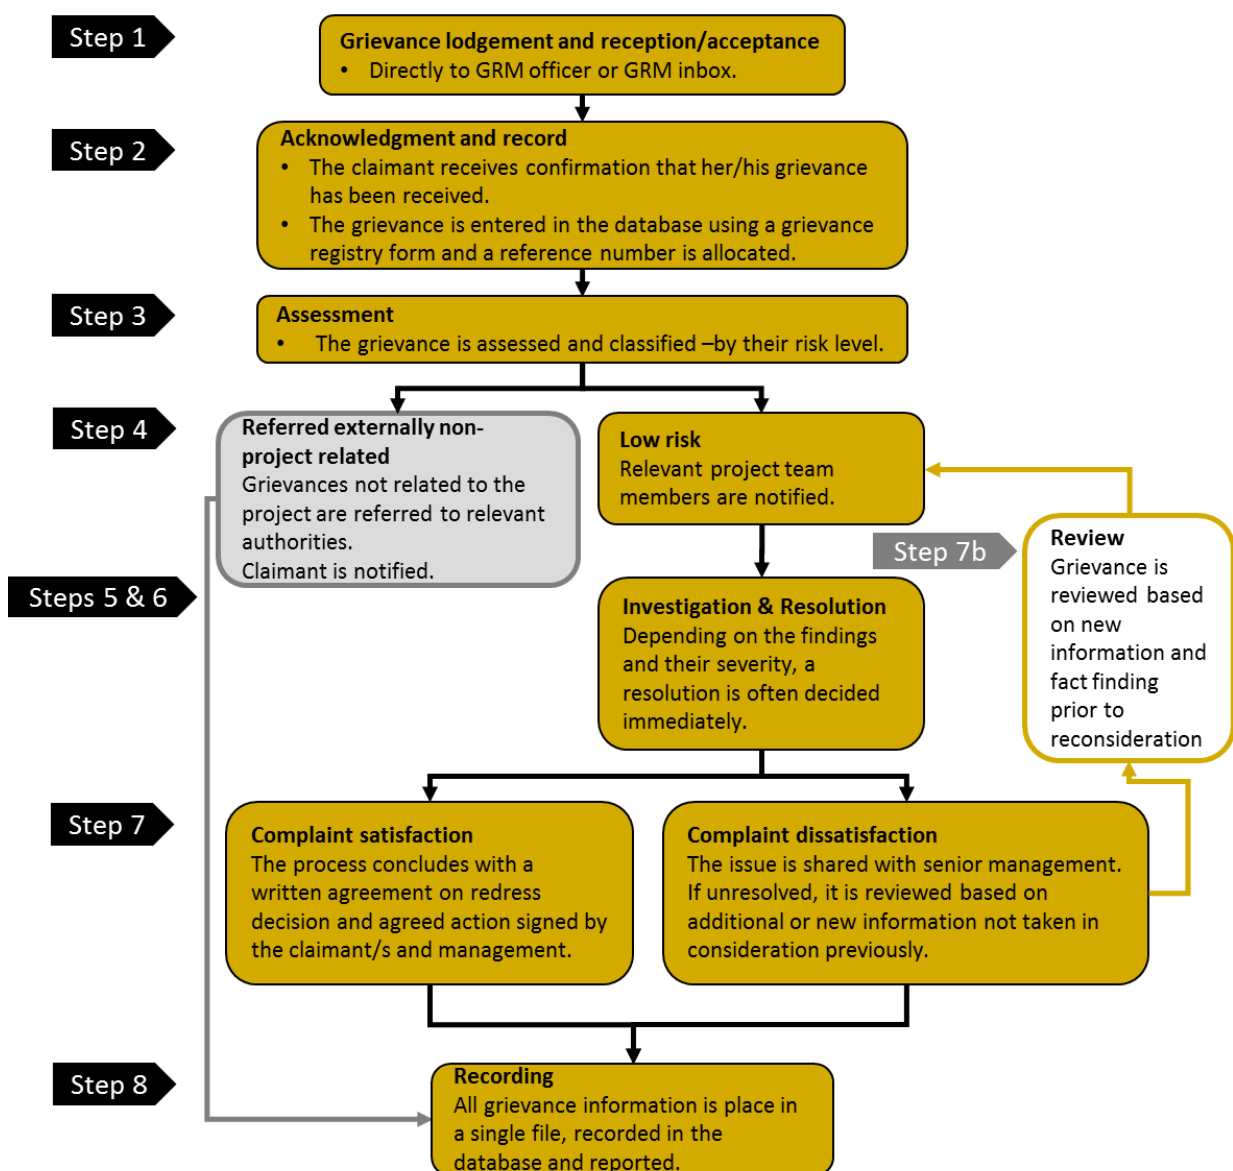 Step 1
Grievance lodgement and reception/acceptance
• Directly to GRM officer or GRM inbox.
Step 2
Acknowledgment and record
• The claimant receives confirmation that her/his grievance
has been received.
• The grievance is entered in the database using a grievance
registry form and a reference number is allocated.
Step 3
Assessment
• The grievance is assessed and classified –by their risk level.
Step 4
Referred externally non-
project related
Grievances not related to the
project are referred to relevant
authorities.
Claimant is notified.
Low risk
Relevant project team
members are notified.
Step 7b
Review
Grievance is
reviewed based
on new
information and
fact finding
prior to
reconsideration
Steps 5 & 6
Investigation & Resolution
Depending on the findings
and their severity, a
resolution is often decided
immediately.
Step 7
Complaint satisfaction
The process concludes with a
written agreement on redress
decision and agreed action signed by
the claimant/s and management.
Complaint dissatisfaction
The issue is shared with senior management.
If unresolved, it is reviewed based on
additional or new information not taken in
consideration previously.
Step 8
Recording
All grievance information is place in
a single file, recorded in the
database and reported.